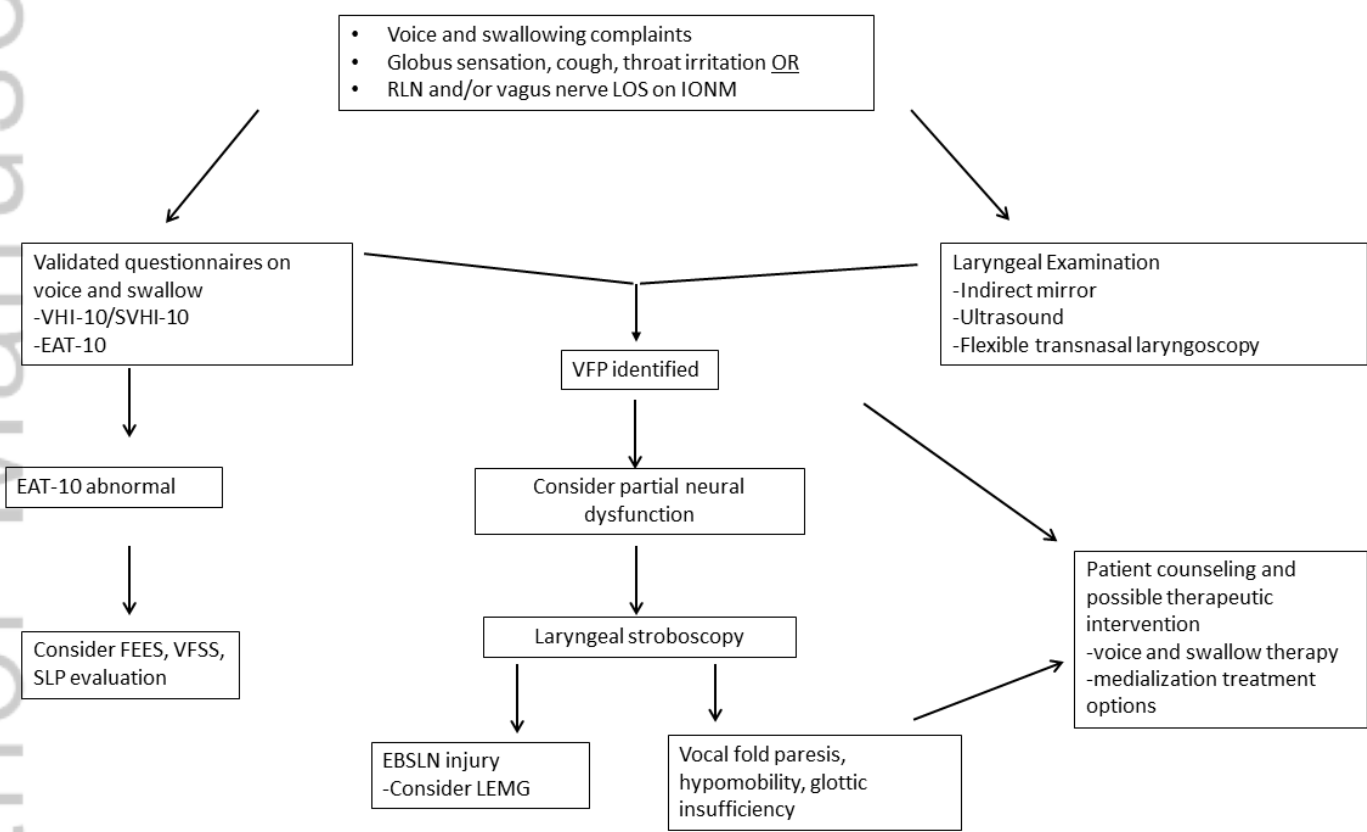 • Voice and swallowing complaints
• Globus sensation, cough, throat irritation OR
• RLN and/or vagus nerve LOS on IONM
Validated questionnaires on
voice and swallow
-VHI-10/SVHI-10
-EAT-10
Laryngeal Examination
-Indirect mirror
-Ultrasound
-Flexible transnasal laryngoscopy
VFP identified
EAT-10 abnormal
Consider partial neural
dysfunction
Patient counseling and
possible therapeutic
intervention
-voice and swallow therapy
-medialization treatment
options
Consider FEES, VFSS,
SLP evaluation
Laryngeal stroboscopy
EBSLN injury
-Consider LEMG
Vocal fold paresis,
hypomobility, glottic
insufficiency